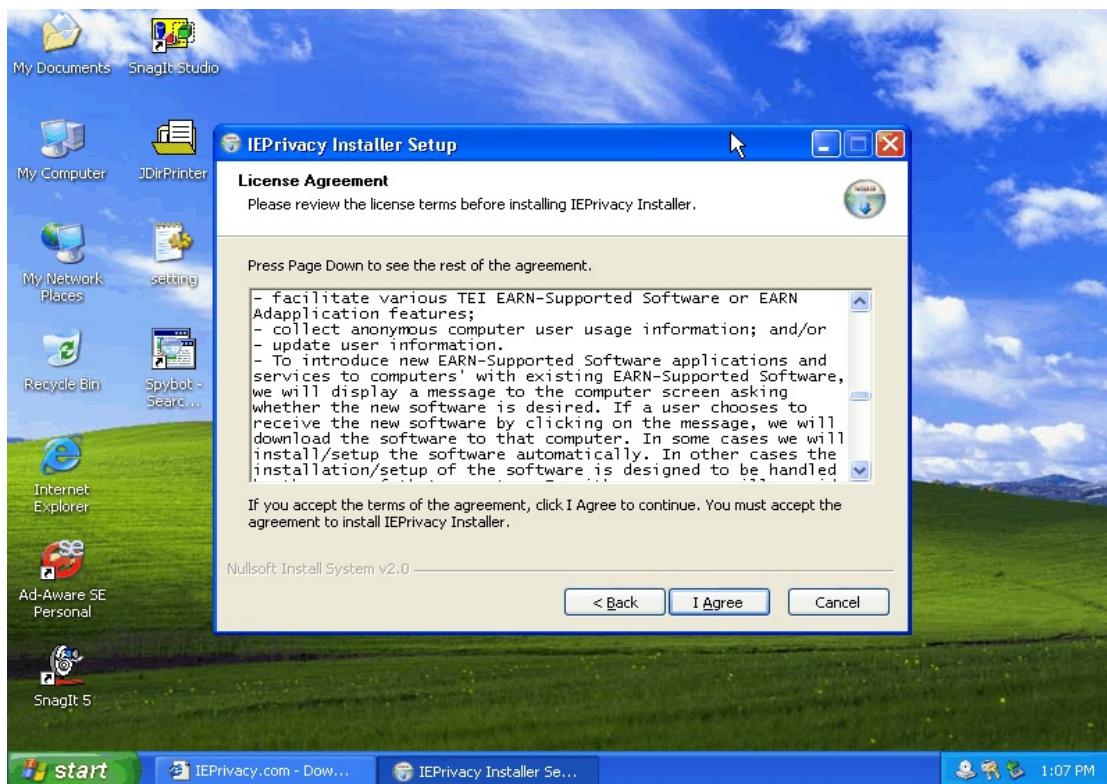 My Documents
SnagIt Studio
My Computer
JDirPrinter
My Network
Places
setting
Recycle Bin
Spybot -
Searc...
Internet
Explorer
Ad-Aware SE
Personal
SnagIt 5
IEPrivacy Installer Setup
License Agreement
Please review the license terms before installing IEPrivacy Installer.
Press Page Down to see the rest of the agreement.
- facilitate various TEI EARN-Supported Software or EARN
Adapplication features;
- collect anonymous computer user usage information; and/or
- update user information.
- To introduce new EARN-Supported Software applications and
services to computers' with existing EARN-Supported Software,
we will display a message to the computer screen asking
whether the new software is desired. If a user chooses to
receive the new software by clicking on the message, we will
download the software to that computer. In some cases we will
install/setup the software automatically. In other cases the
installation/setup of the software is designed to be handled
If you accept the terms of the agreement, click I Agree to continue. You must accept the
agreement to install IEPrivacy Installer.
Nullsoft Install System v2.0
< Back
I Agree
Cancel
start
IEPrivacy.com - Dow...
IEPrivacy Installer Se...
1:07 PM